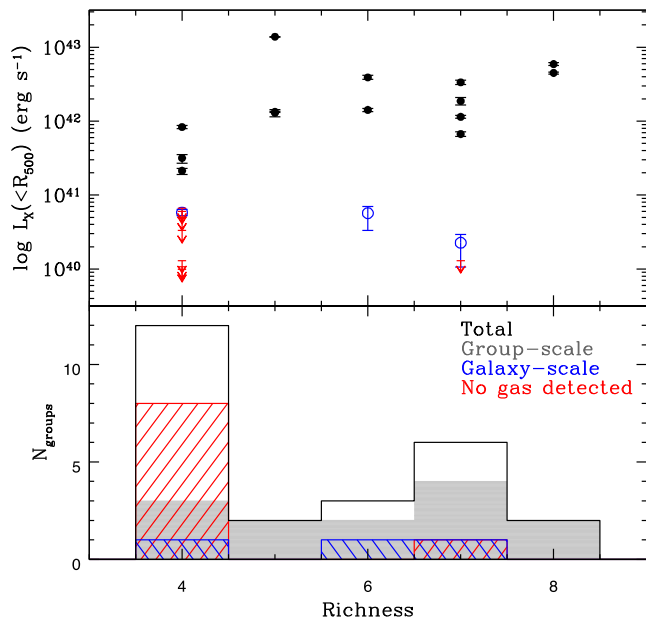 10^43
10^42
10^41
10^40
log L_X(<R_500) (erg s^-1)
Total
Group-scale
Galaxy-scale
No gas detected
10
5
0
N_groups
4 6 8
Richness